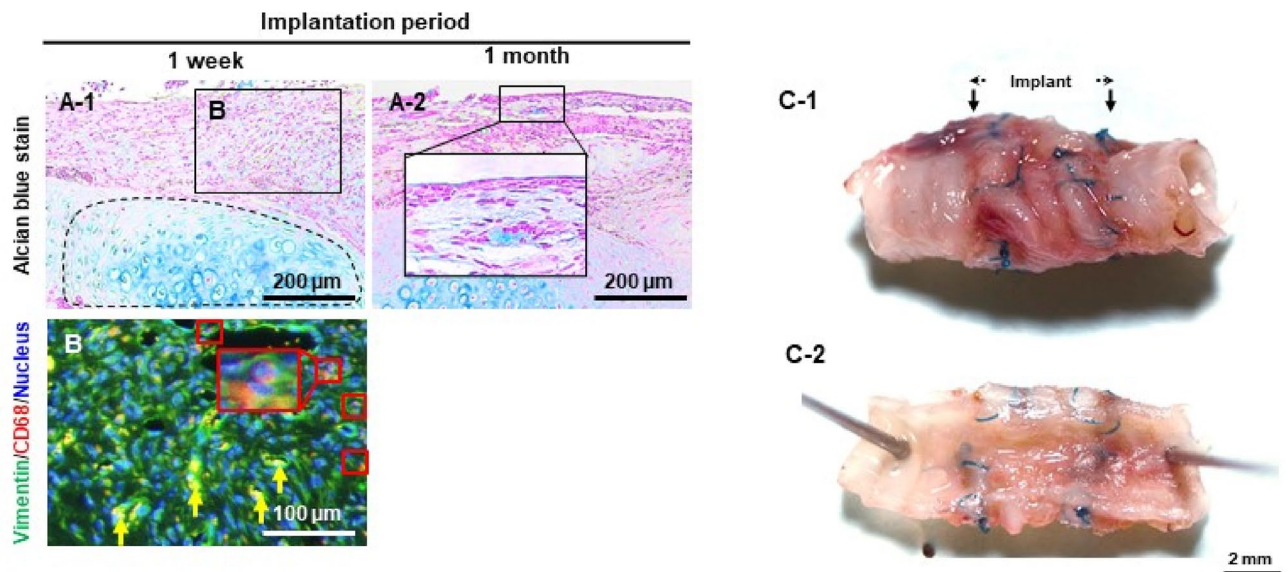 Implantation period
1 week
1 month
Alcian blue stain
A-1
B
A-2
200 µm
200 µm
Vimentin/CD68/Nucleus
B
100 µm
C-1
Implant
C-2
2 mm